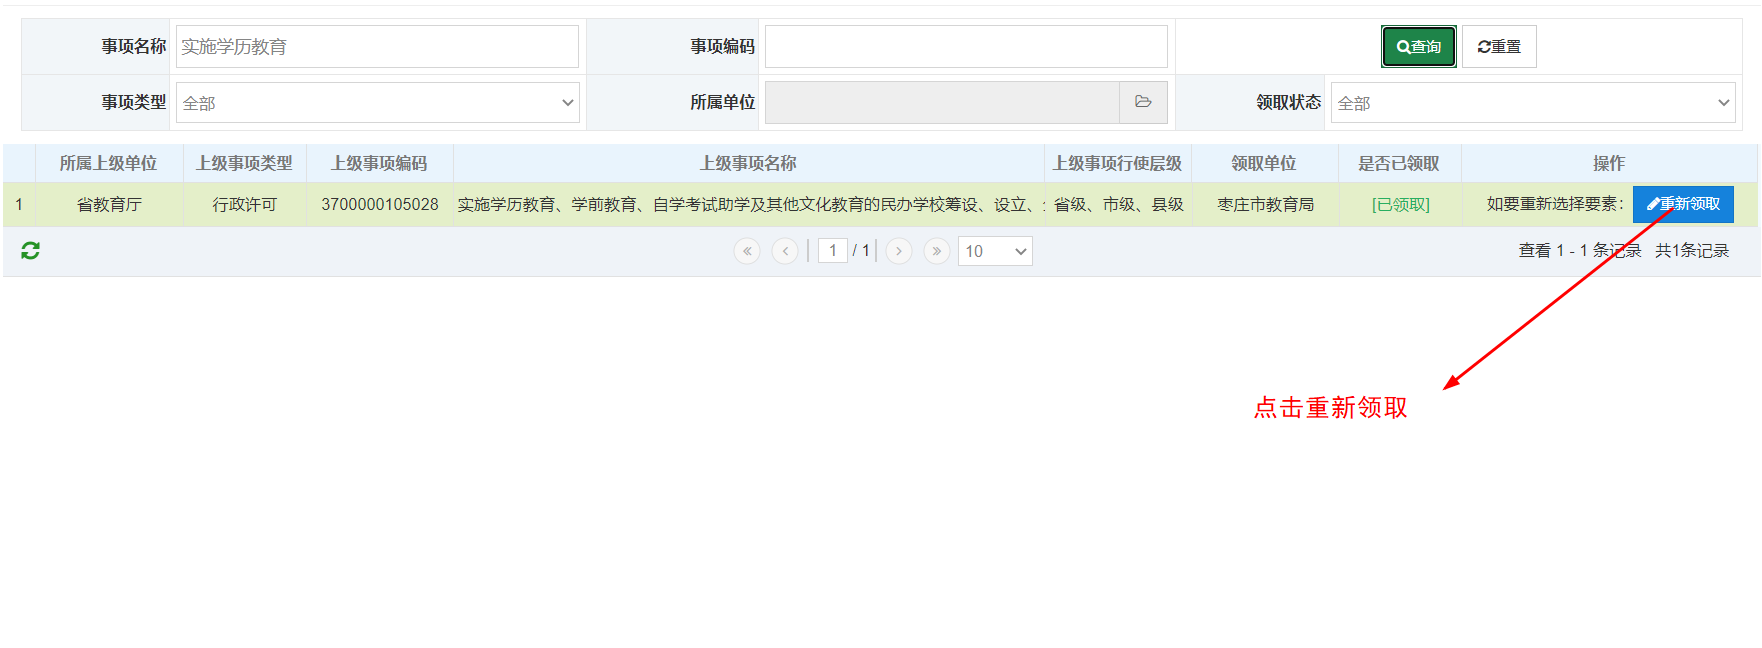 事项名称 实施学历教育 事项编码 查询 重置
事项类型 全部 所属单位 领取状态 全部
所属上级单位 上级事项类型 上级事项编码 上级事项名称 上级事项行使层级 领取单位 是否已领取 操作
1 省教育厅 行政许可 3700000105028 实施学历教育、学前教育、自学考试助学及其他文化教育的民办学校筹设、设立、 省级、市级、县级 枣庄市教育局 [已领取] 如要重新选择要素： 重新领取
« ‹ 1 / 1 › » 10 查看 1 - 1 条记录 共1条记录
点击重新领取